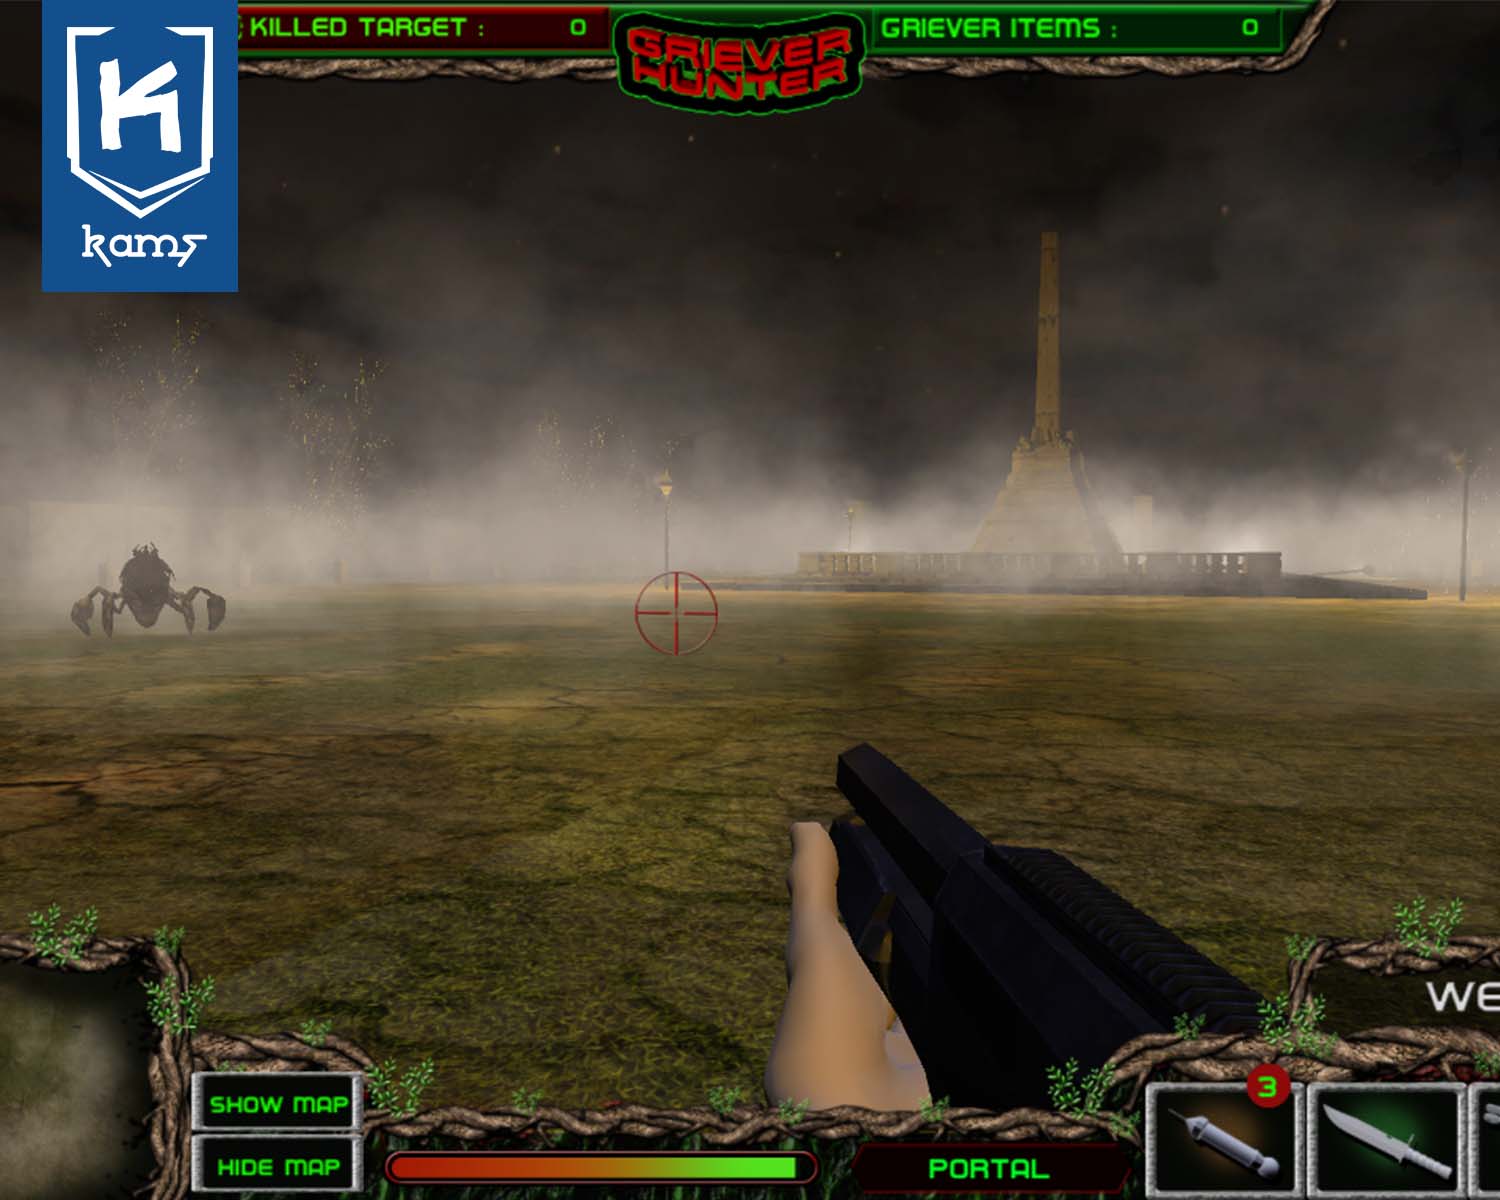 KILLED TARGET : 0
GRIEVER HUNTER
GRIEVER ITEMS : 0
K
kams
WE
SHOW MAP
HIDE MAP
PORTAL
3